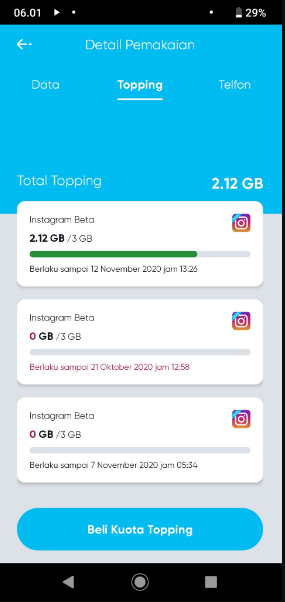 06.01
29%
Detail Pemakaian
Data Topping Telfon
Total Topping 2.12 GB
Instagram Beta
2.12 GB /3 GB
Berlaku sampai 12 November 2020 jam 13:26
Instagram Beta
0 GB /3 GB
Berlaku sampai 21 Oktober 2020 jam 12:58
Instagram Beta
0 GB /3 GB
Berlaku sampai 7 November 2020 jam 05:34
Beli Kuota Topping